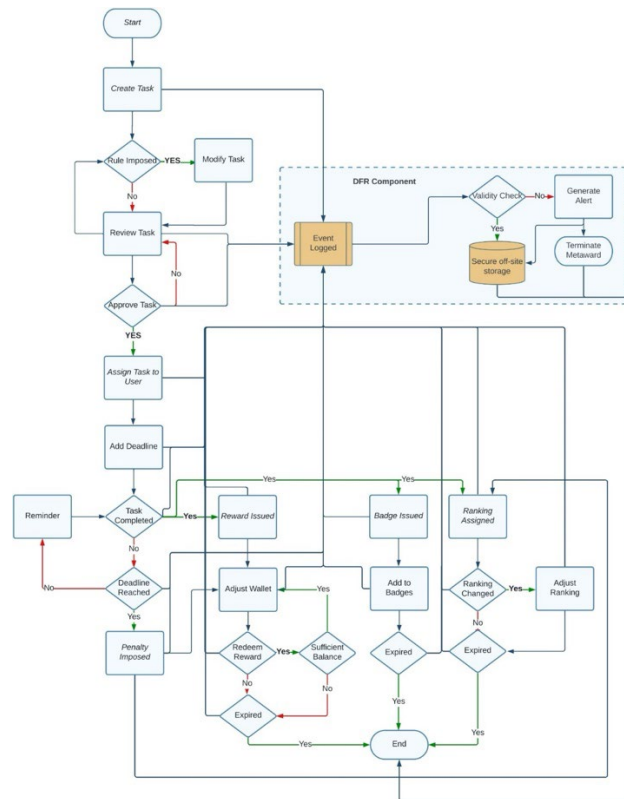 Start
Create Task
Rule Imposed
YES
Modify Task
No
Review Task
No
Approve Task
YES
DFR Component
Event
Logged
Validity Check
No
Generate
Alert
Yes
Secure off-site
storage
Terminate
Metaward
Assign Task to
User
Add Deadline
Yes
Yes
Yes
Reminder
Task
Completed
Yes
Reward Issued
Badge Issued
Ranking
Assigned
No
No
Deadline
Reached
Yes
Adjust Wallet
Yes
Add to
Badges
Ranking
Changed
Yes
Adjust
Ranking
Penalty
Imposed
Redeem
Reward
Yes
Sufficient
Balance
Expired
No
Expired
No
No
Expired
Yes
Yes
Yes
End